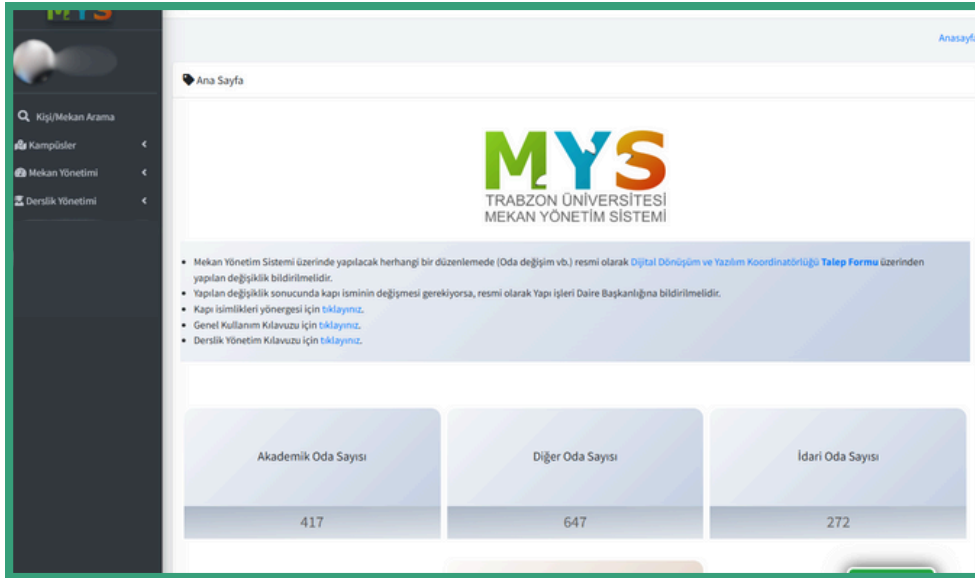 MYS
Anasayfa
Ana Sayfa
Kişi/Mekan Arama
Kampüsler
Mekan Yönetimi
Derslik Yönetimi
MYS
TRABZON ÜNİVERSİTESİ
MEKAN YÖNETİM SİSTEMİ
Mekan Yönetim Sistemi üzerinde yapılacak herhangi bir düzenlemede (Oda değişim vb.) resmi olarak Dijital Dönüşüm ve Yazılım Koordinatörlüğü Talep Formu üzerinden
yapılan değişiklik bildirilmelidir.
Yapılan değişiklik sonucunda kapı isminin değişmesi gerekiyorsa, resmi olarak Yapı işleri Daire Başkanlığına bildirilmelidir.
Kapı isimlikleri yönergesi için tıklayınız.
Genel Kullanım Kılavuzu için tıklayınız.
Derslik Yönetim Kılavuzu için tıklayınız.
Akademik Oda Sayısı
Diğer Oda Sayısı
İdari Oda Sayısı
417
647
272